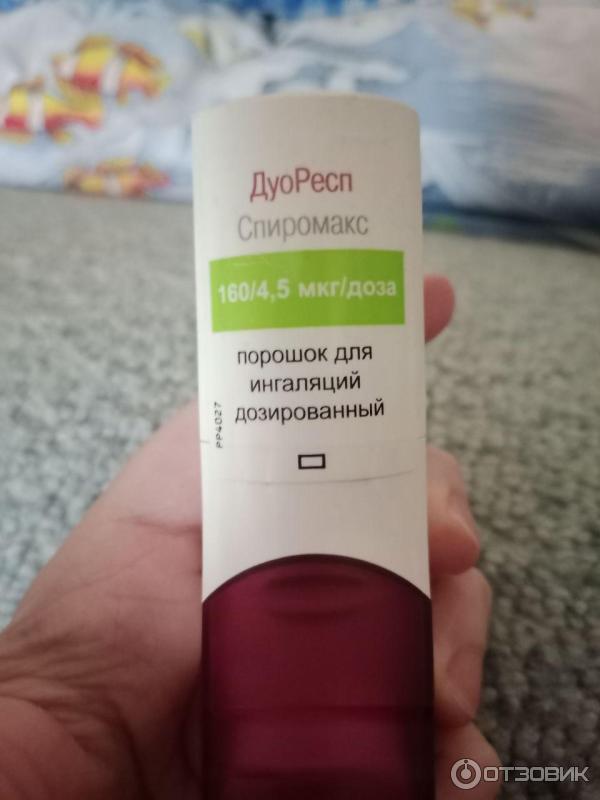 ДуоРесп
Спиромакс
160/4,5 мкг/доза
порошок для
ингаляций
дозированный
PP4027
ОТЗОВИК